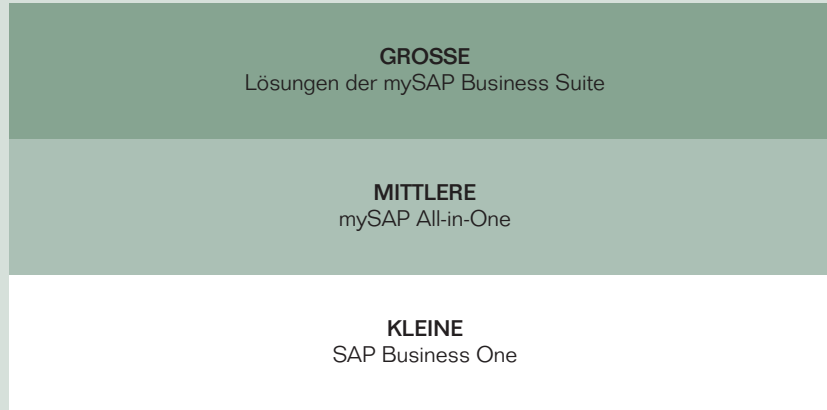 GROSSE
Lösungen der mySAP Business Suite
MITTLERE
mySAP All-in-One
KLEINE
SAP Business One